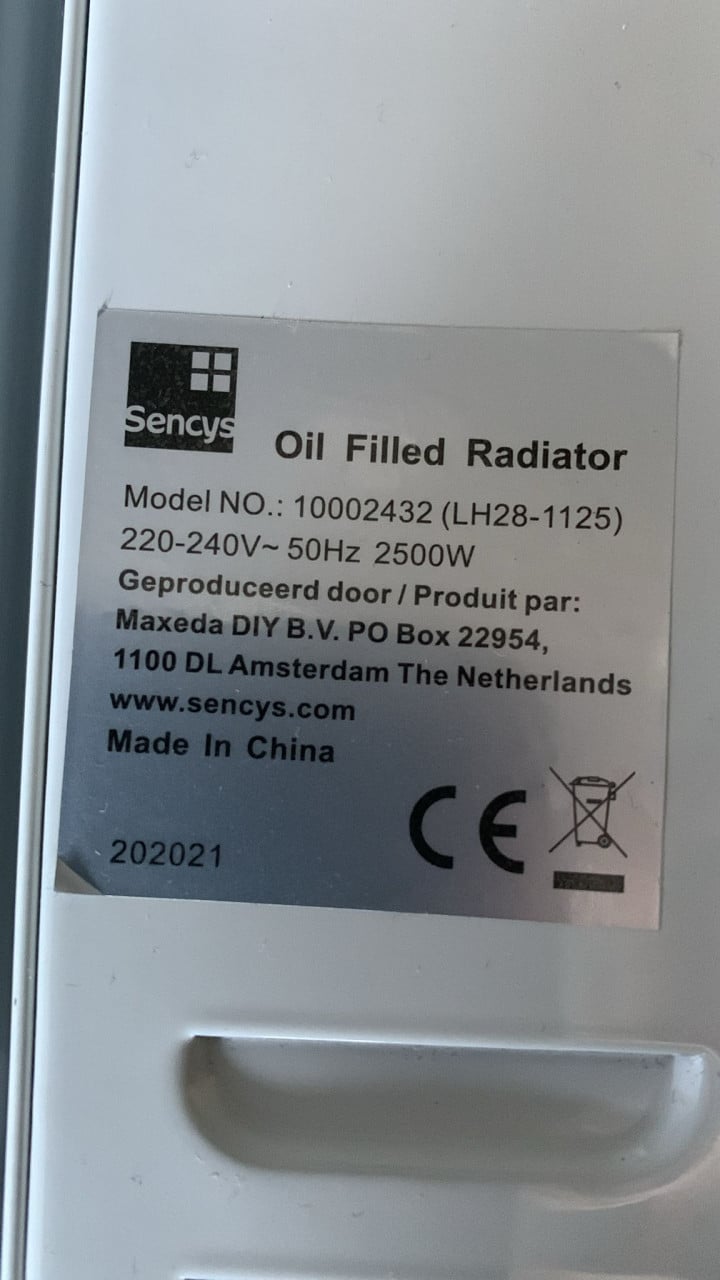 Sencys
Oil Filled Radiator
Model NO.: 10002432 (LH28-1125)
220-240V~ 50Hz 2500W
Geproduceerd door / Produit par:
Maxeda DIY B.V. PO Box 22954,
1100 DL Amsterdam The Netherlands
www.sencys.com
Made In China
CE
202021